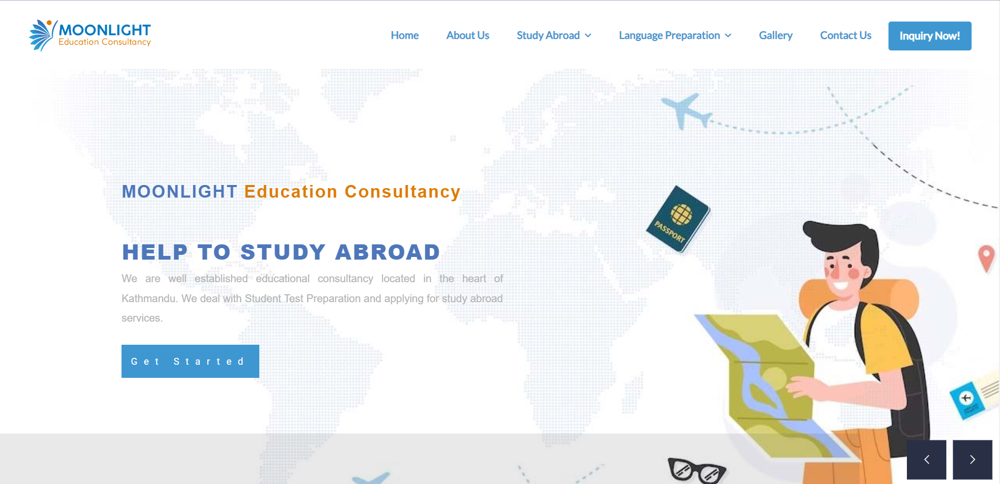 MOONLIGHT
Education Consultancy
Home About Us Study Abroad Language Preparation Gallery Contact Us Inquiry Now!
MOONLIGHT Education Consultancy
PASSPORT
HELP TO STUDY ABROAD
We are well established educational consultancy located in the heart of
Kathmandu. We deal with Student Test Preparation and applying for study abroad
services.
Get Started